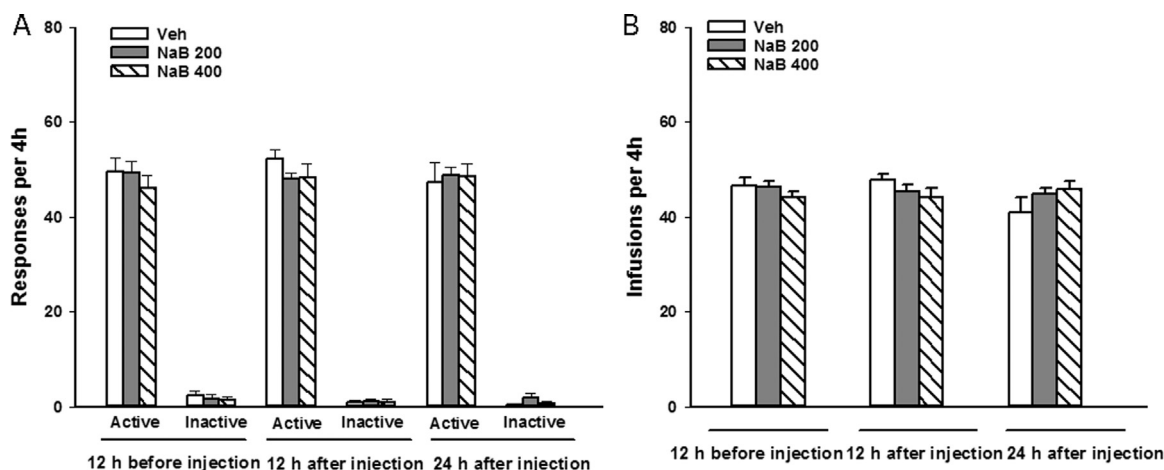 A
Responses per 4h
80
60
40
20
0
Veh
NaB 200
NaB 400
Active Inactive Active Inactive Active Inactive
12 h before injection 12 h after injection 24 h after injection
B
Infusions per 4h
80
60
40
20
0
Veh
NaB 200
NaB 400
12 h before injection 12 h after injection 24 h after injection